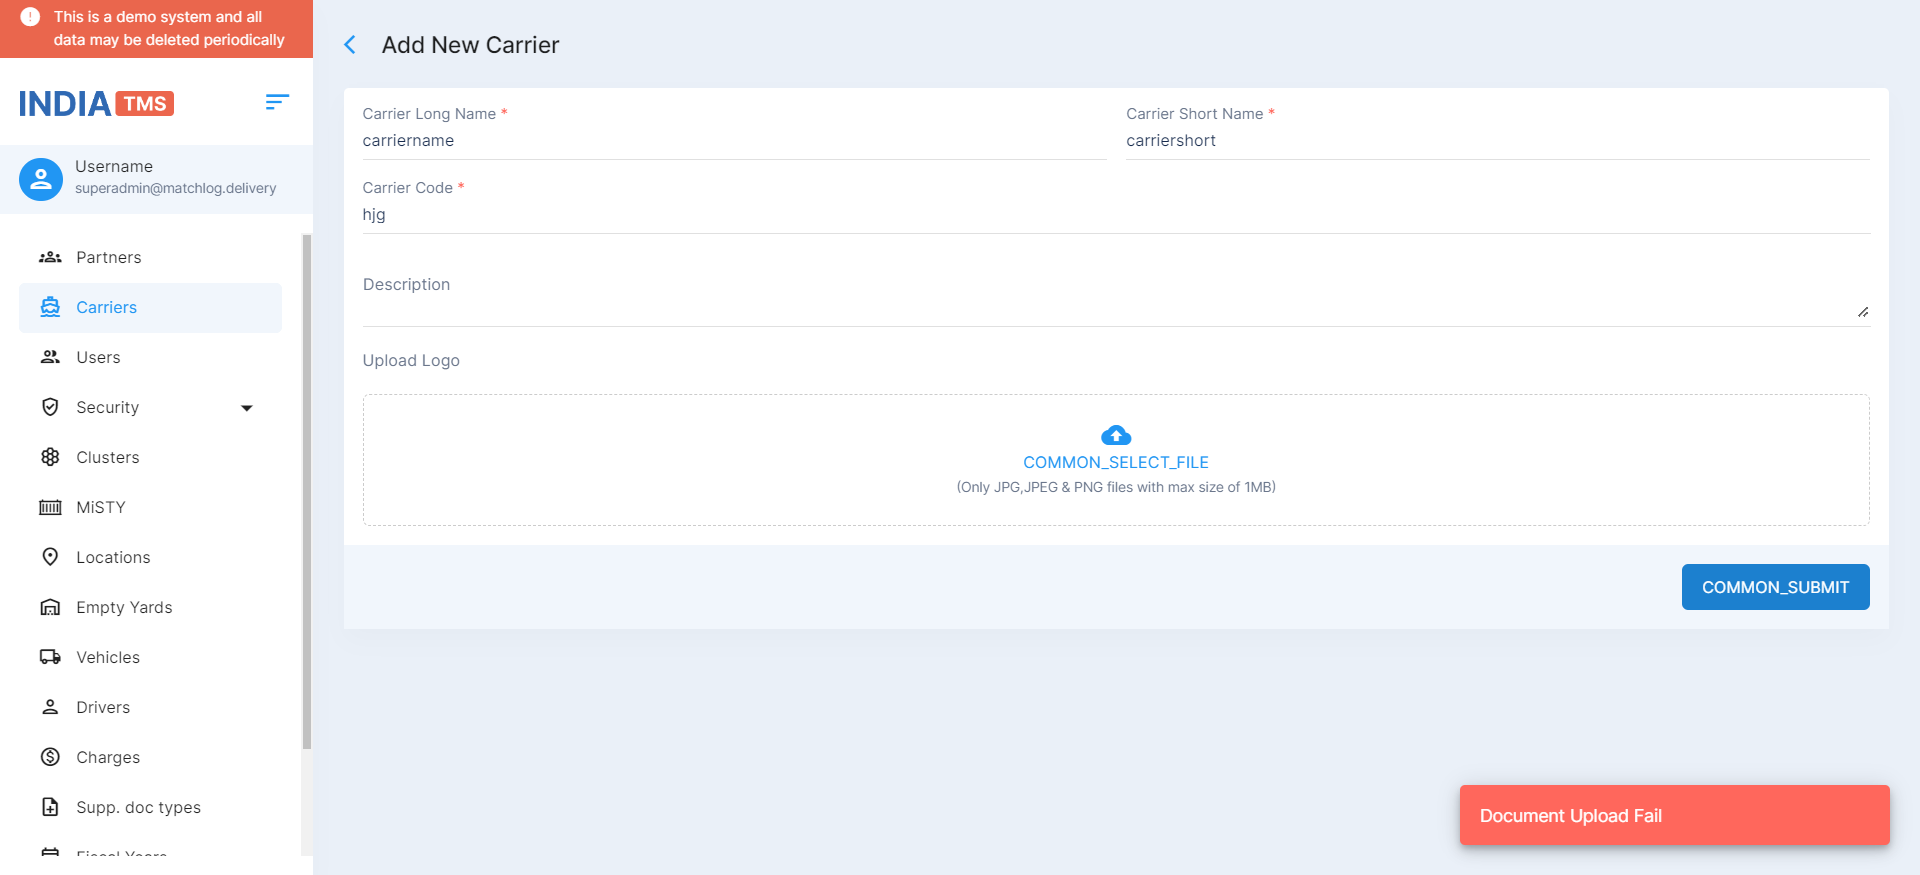 This is a demo system and all
data may be deleted periodically
INDIA TMS
Username
superadmin@matchlog.delivery
Partners
Carriers
Users
Security
Clusters
MiSTY
Locations
Empty Yards
Vehicles
Drivers
Charges
Supp. doc types
Fiscal Years
Add New Carrier
Carrier Long Name *
carriername
Carrier Short Name *
carriershort
Carrier Code *
hjg
Description
Upload Logo
COMMON_SELECT_FILE
(Only JPG,JPEG & PNG files with max size of 1MB)
COMMON_SUBMIT
Document Upload Fail